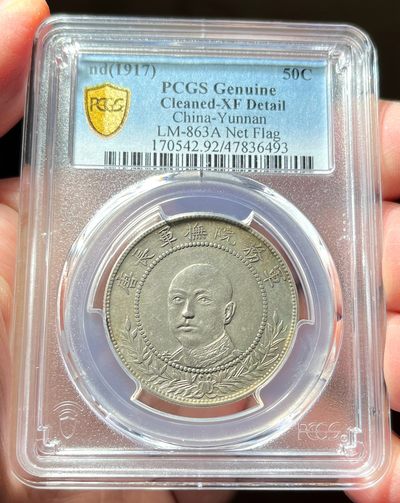 nd(1917) 50C
PCGS Genuine
Cleaned-XF Detail
China-Yunnan
LM-863A Net Flag
170542.92/47836493
PCGS
軍務院撫軍長唐
PCGS